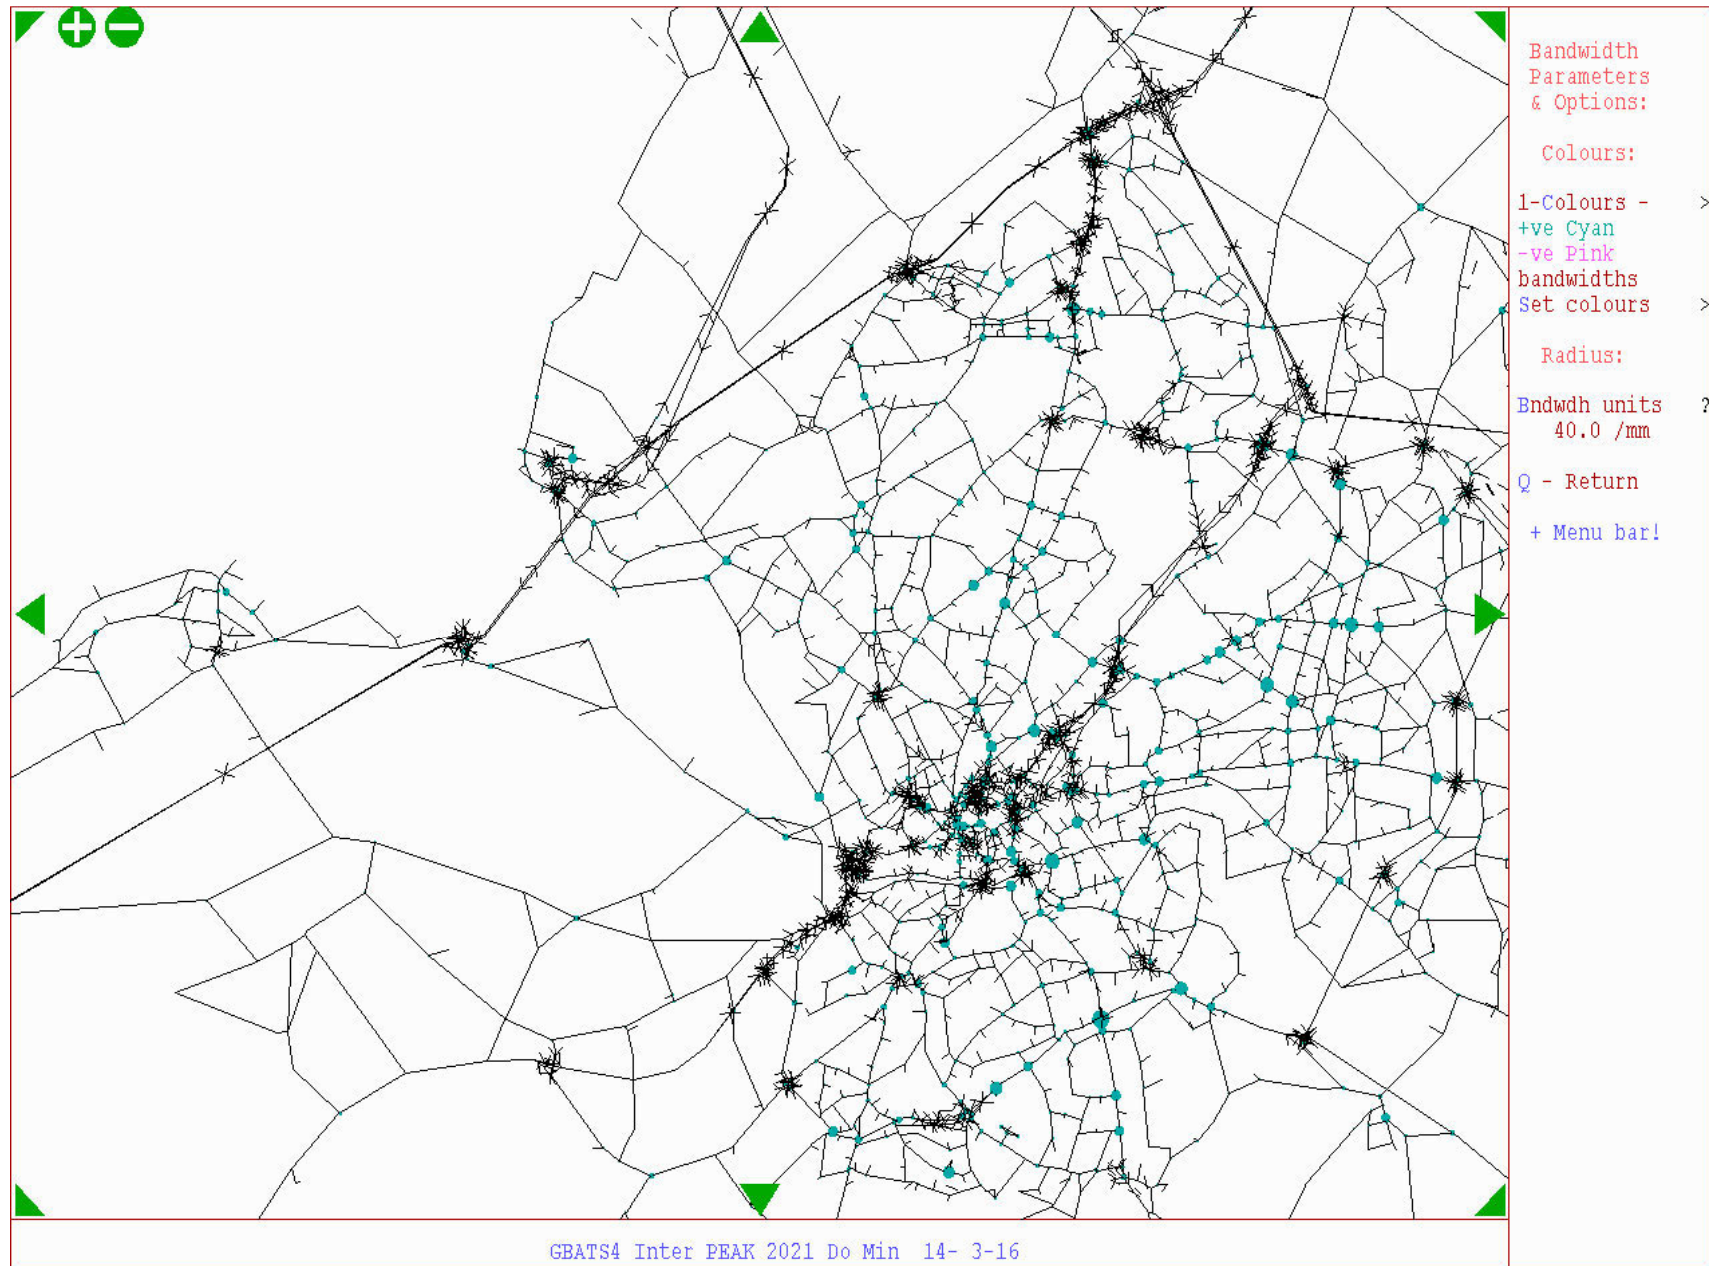 Bandwidth
Parameters
& Options:
Colours:
1-Colours - >
+ve Cyan
-ve Pink
bandwidths
Set colours >
Radius:
Bndwdh units ?
40.0 /mm
Q - Return
+ Menu bar!
GBATS4 Inter PEAK 2021 Do Min 14- 3-16